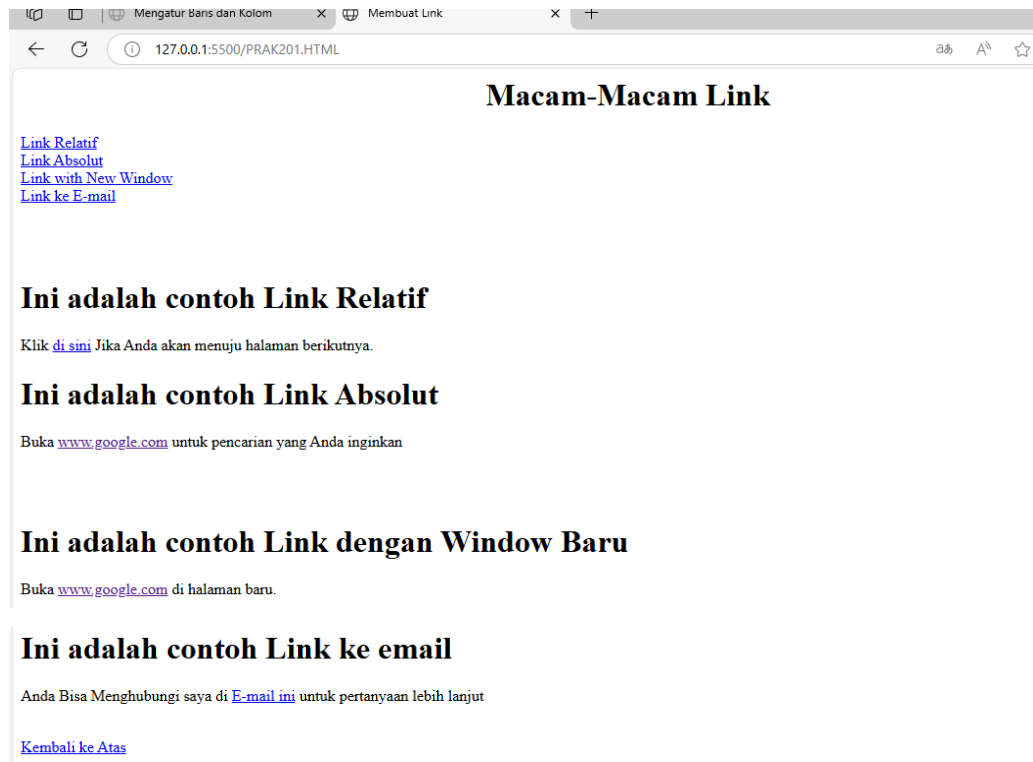 Mengatur Baris dan Kolom
Membuat Link
127.0.0.1:5500/PRAK201.HTML
Macam-Macam Link
Link Relatif
Link Absolut
Link with New Window
Link ke E-mail
Ini adalah contoh Link Relatif
Klik di sini Jika Anda akan menuju halaman berikutnya.
Ini adalah contoh Link Absolut
Buka www.google.com untuk pencarian yang Anda inginkan
Ini adalah contoh Link dengan Window Baru
Buka www.google.com di halaman baru.
Ini adalah contoh Link ke email
Anda Bisa Menghubungi saya di E-mail ini untuk pertanyaan lebih lanjut
Kembali ke Atas